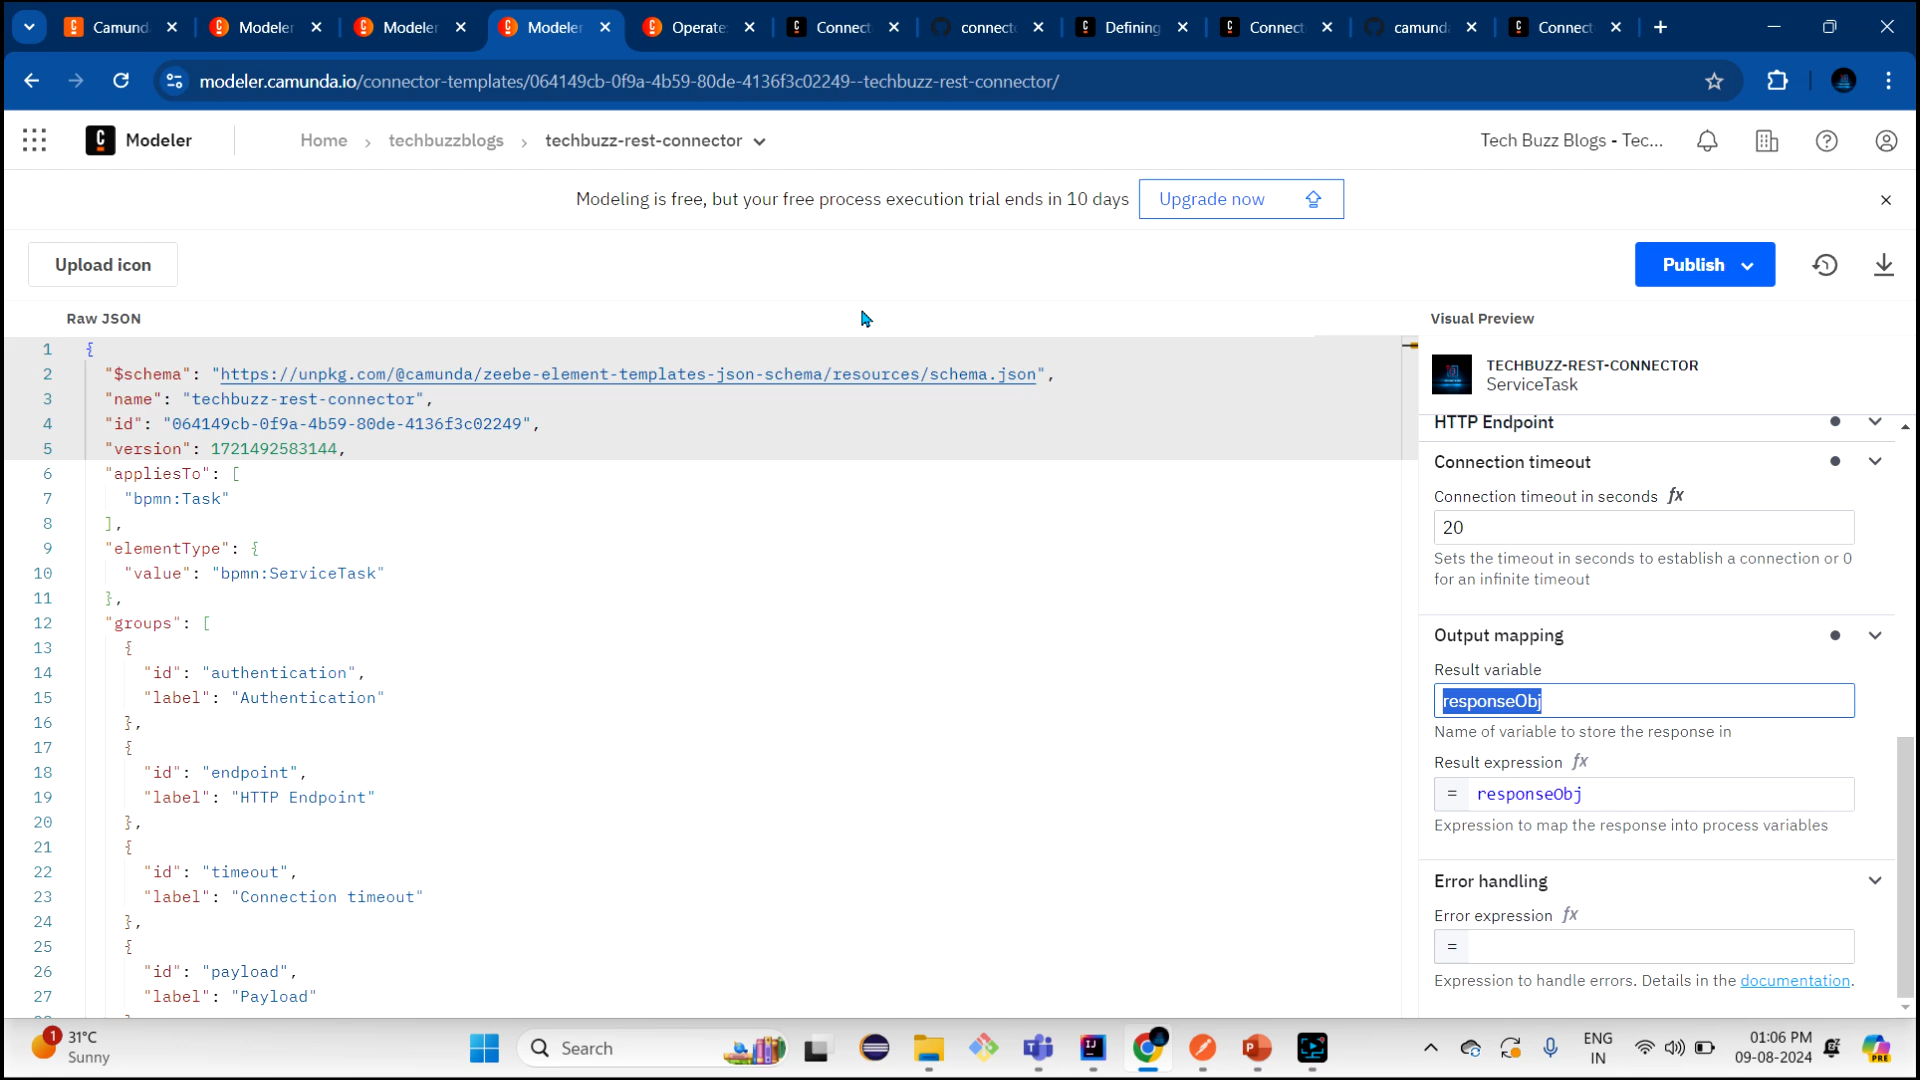 Camund
Modeler
Modeler
Modeler
Operate
Connect
connecto
Defining
Connect
camund
Connect
modeler.camunda.io/connector-templates/064149cb-0f9a-4b59-80de-4136f3c02249--techbuzz-rest-connector/
Modeler
Home > techbuzzblogs > techbuzz-rest-connector
Tech Buzz Blogs - Tec...
Modeling is free, but your free process execution trial ends in 10 days
Upgrade now
Upload icon
Publish
Raw JSON
1 {
2 "$schema": "https://unpkg.com/@camunda/zeebe-element-templates-json-schema/resources/schema.json",
3 "name": "techbuzz-rest-connector",
4 "id": "064149cb-0f9a-4b59-80de-4136f3c02249",
5 "version": 1721492583144,
6 "appliesTo": [
7 "bpmn:Task"
8 ],
9 "elementType": {
10 "value": "bpmn:ServiceTask"
11 },
12 "groups": [
13 {
14 "id": "authentication",
15 "label": "Authentication"
16 },
17 {
18 "id": "endpoint",
19 "label": "HTTP Endpoint"
20 },
21 {
22 "id": "timeout",
23 "label": "Connection timeout"
24 },
25 {
26 "id": "payload",
27 "label": "Payload"
Visual Preview
TECHBUZZ-REST-CONNECTOR
ServiceTask
HTTP Endpoint
Connection timeout
Connection timeout in seconds fx
20
Sets the timeout in seconds to establish a connection or 0
for an infinite timeout
Output mapping
Result variable
responseObj
Name of variable to store the response in
Result expression fx
= responseObj
Expression to map the response into process variables
Error handling
Error expression fx
=
Expression to handle errors. Details in the documentation.
1
31°C
Sunny
Search
ENG
IN
01:06 PM
09-08-2024
PRE